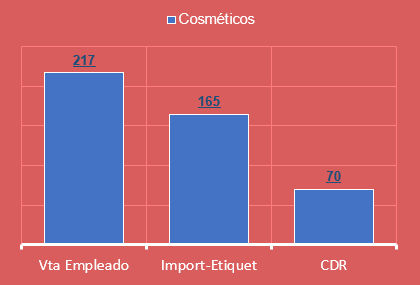 Cosméticos
217
165
70
Vta Empleado
Import-Etiquet
CDR